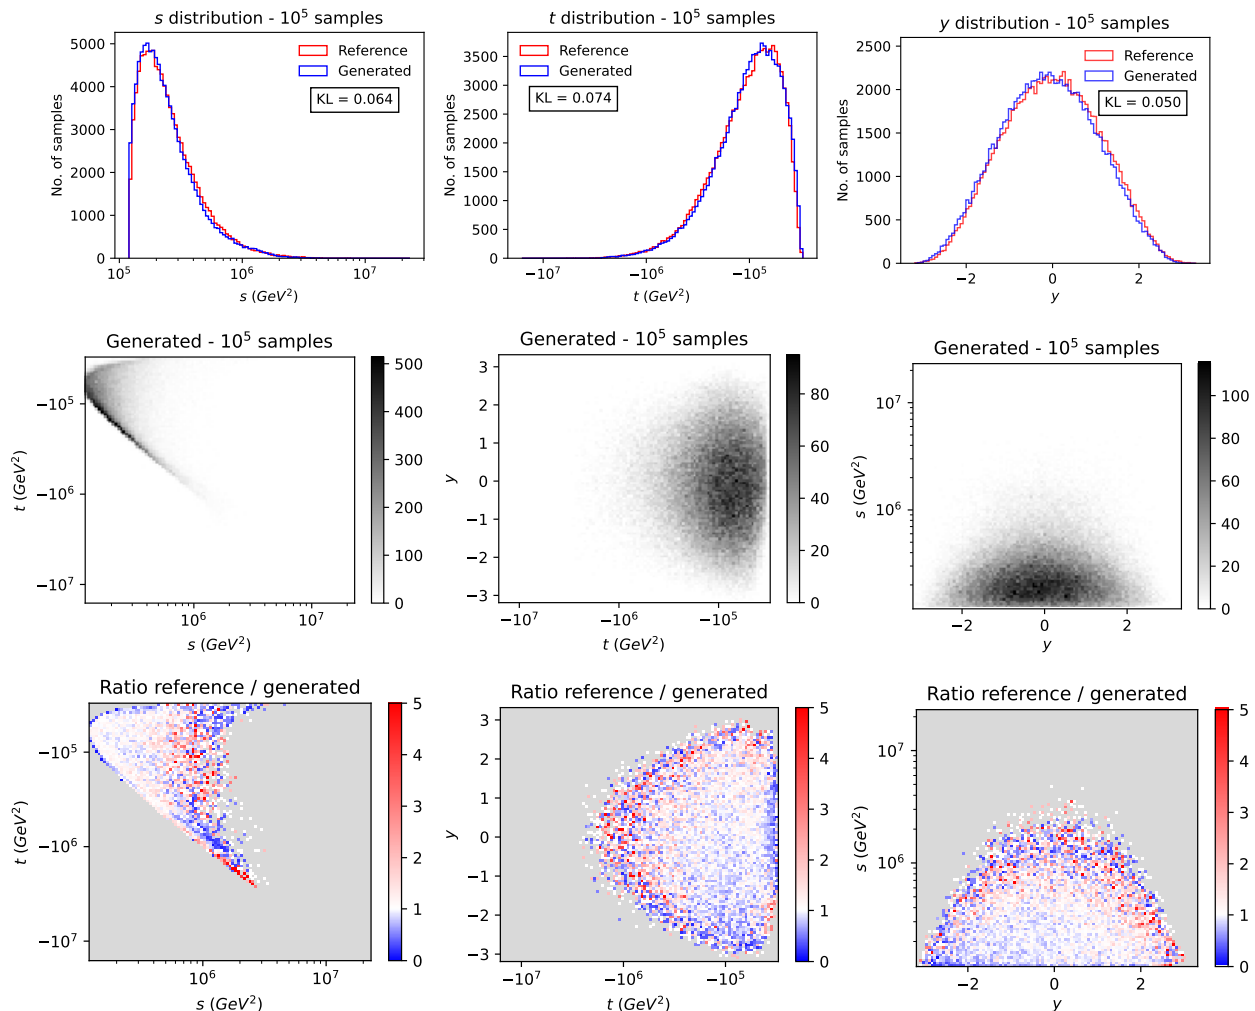 s distribution - 10⁵ samples
No. of samples
5000
4000
3000
2000
1000
0
Reference
Generated
KL = 0.064
10⁵
10⁶
10⁷
s (GeV²)
t distribution - 10⁵ samples
No. of samples
3500
3000
2500
2000
1500
1000
500
0
Reference
Generated
KL = 0.074
−10⁷
−10⁶
−10⁵
t (GeV²)
y distribution - 10⁵ samples
No. of samples
2500
2000
1500
1000
500
0
Reference
Generated
KL = 0.050
−2
0
2
y
Generated - 10⁵ samples
t (GeV²)
−10⁵
−10⁶
−10⁷
10⁶
10⁷
s (GeV²)
500
400
300
200
100
0
Generated - 10⁵ samples
y
3
2
1
0
−1
−2
−3
−10⁷
−10⁶
−10⁵
t (GeV²)
80
60
40
20
0
Generated - 10⁵ samples
s (GeV²)
10⁷
10⁶
−2
0
2
y
100
80
60
40
20
0
Ratio reference / generated
t (GeV²)
−10⁵
−10⁶
−10⁷
10⁶
10⁷
s (GeV²)
5
4
3
2
1
0
Ratio reference / generated
y
3
2
1
0
−1
−2
−3
−10⁷
−10⁶
−10⁵
t (GeV²)
5
4
3
2
1
0
Ratio reference / generated
s (GeV²)
10⁷
10⁶
−2
0
2
y
5
4
3
2
1
0